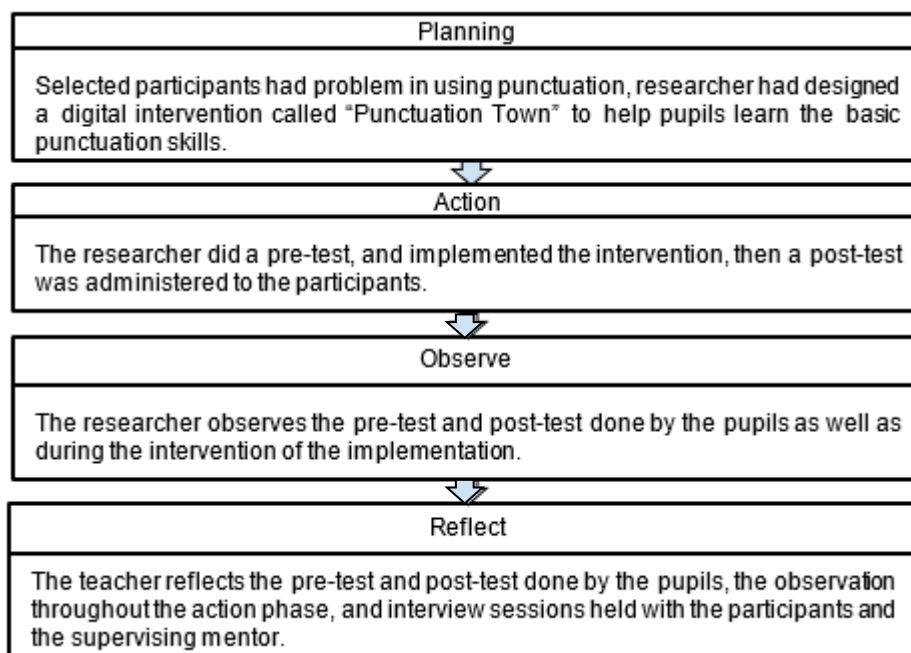 Planning
Selected participants had problem in using punctuation, researcher had designed
a digital intervention called “Punctuation Town” to help pupils learn the basic
punctuation skills.
Action
The researcher did a pre-test, and implemented the intervention, then a post-test
was administered to the participants.
Observe
The researcher observes the pre-test and post-test done by the pupils as well as
during the intervention of the implementation.
Reflect
The teacher reflects the pre-test and post-test done by the pupils, the observation
throughout the action phase, and interview sessions held with the participants and
the supervising mentor.